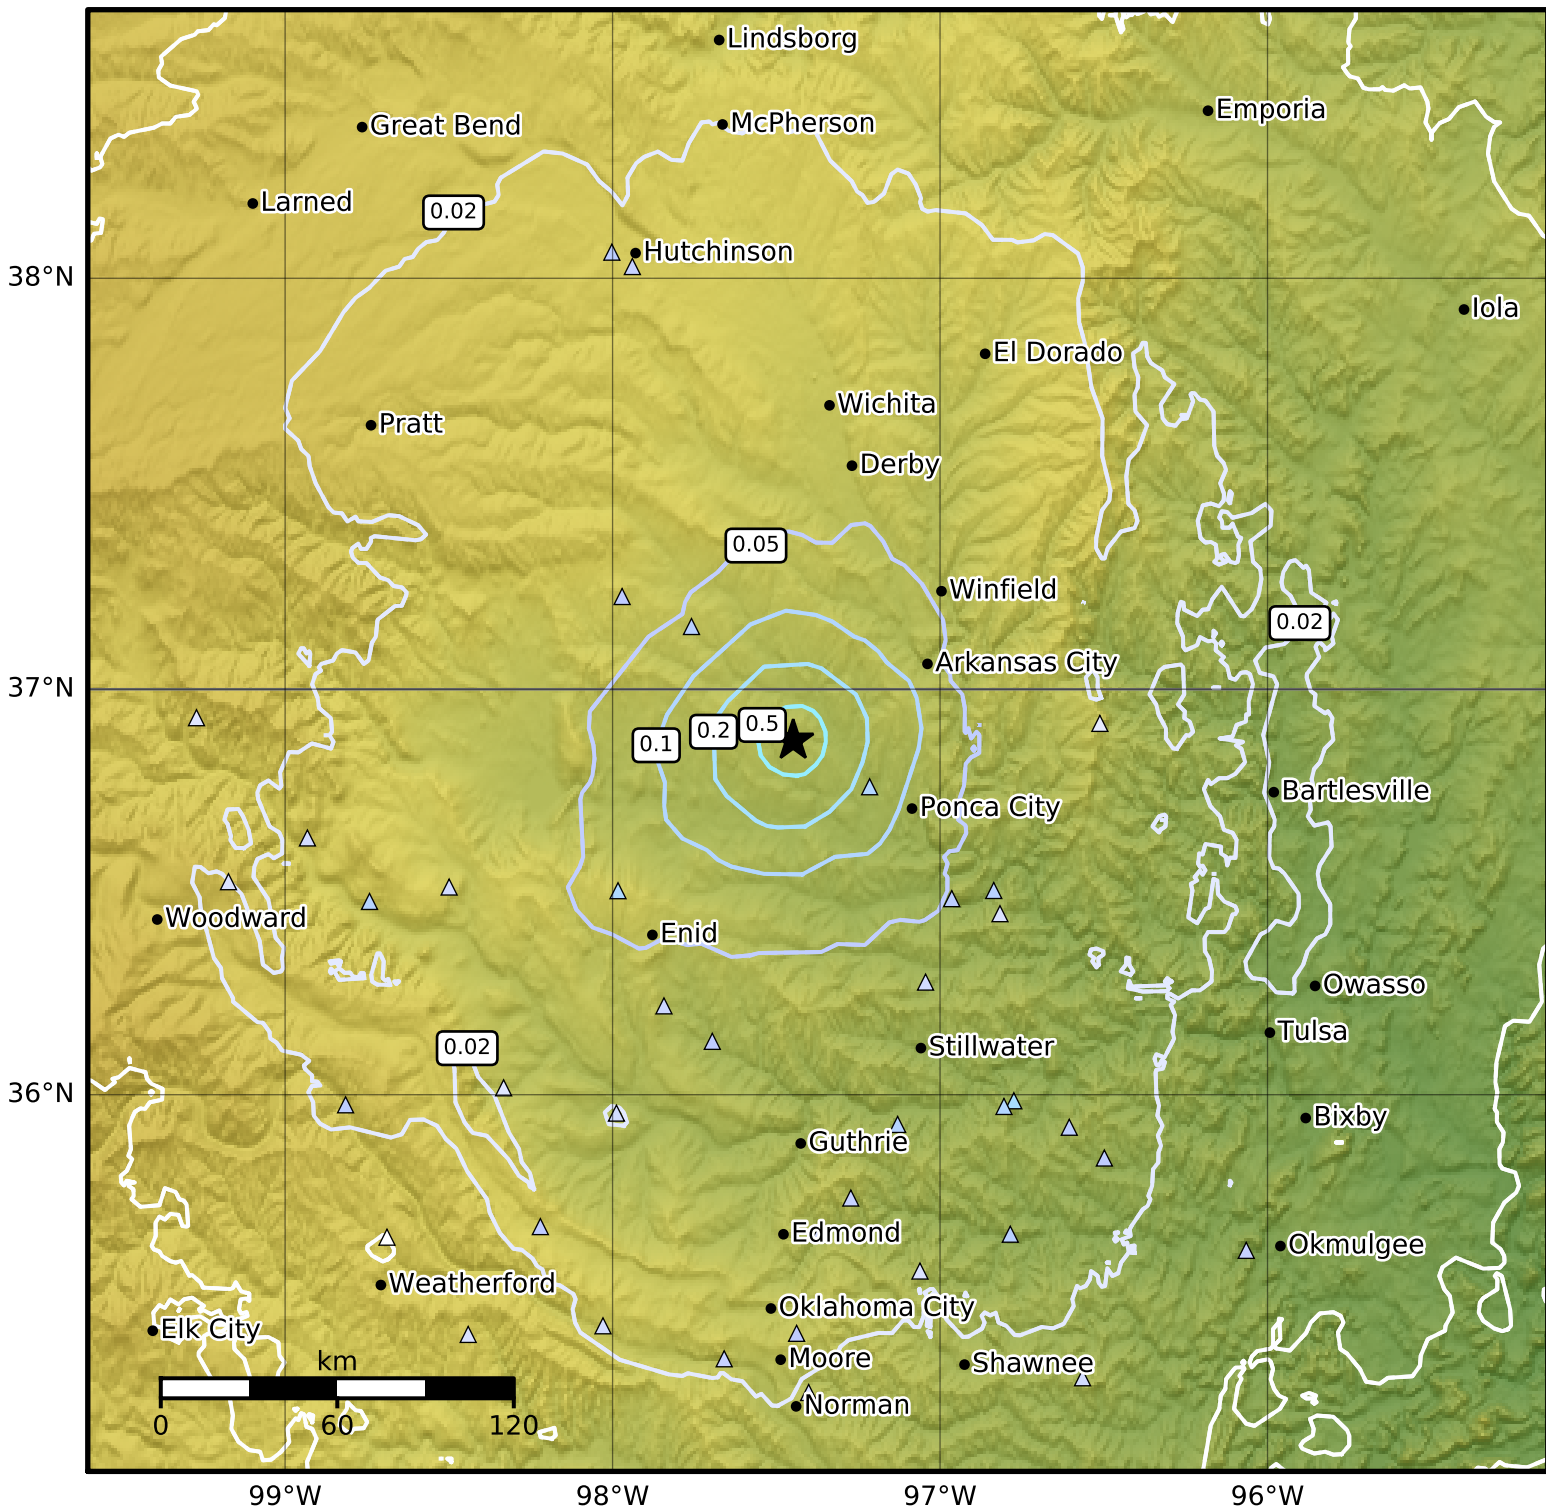 Lindsborg
Emporia
McPherson
Great Bend
Larned
0.02
Hutchinson
38°N
Iola
El Dorado
Wichita
Pratt
Derby
0.05
Winfield
0.02
Arkansas City
37°N
0.5
0.2
0.1
Bartlesville
Ponca City
Woodward
Enid
Owasso
Tulsa
0.02
Stillwater
36°N
Bixby
Guthrie
Edmond
Okmulgee
Weatherford
Oklahoma City
Elk City
Moore
Shawnee
km
Norman
0 60 120
99°W 98°W 97°W 96°W